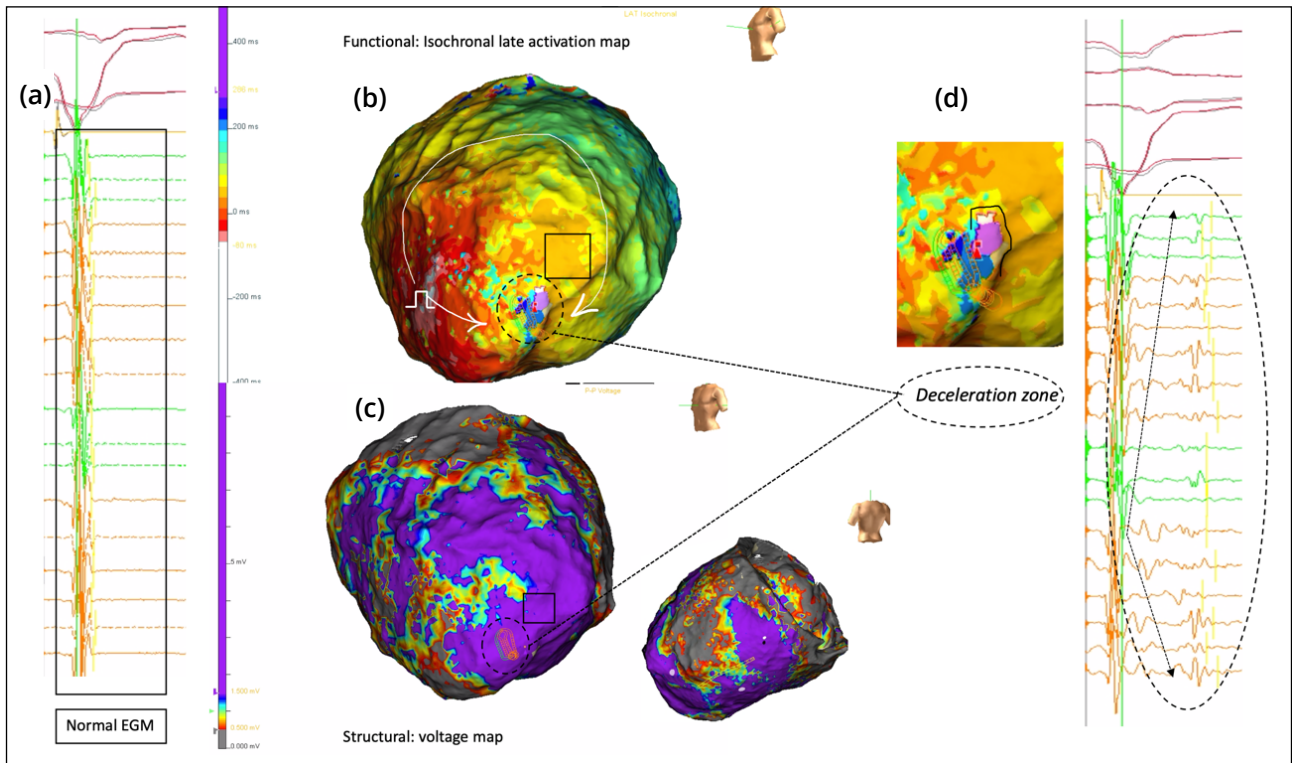 LAT Isochronal
Functional: Isochronal late activation map
(a)
(b)
(d)
400 ms
200 ms
0 ms
-200 ms
-400 ms
P-P Voltage
(c)
Deceleration zone
5 mV
1.500 mV
0.500 mV
0.000 mV
Normal EGM
Structural: voltage map